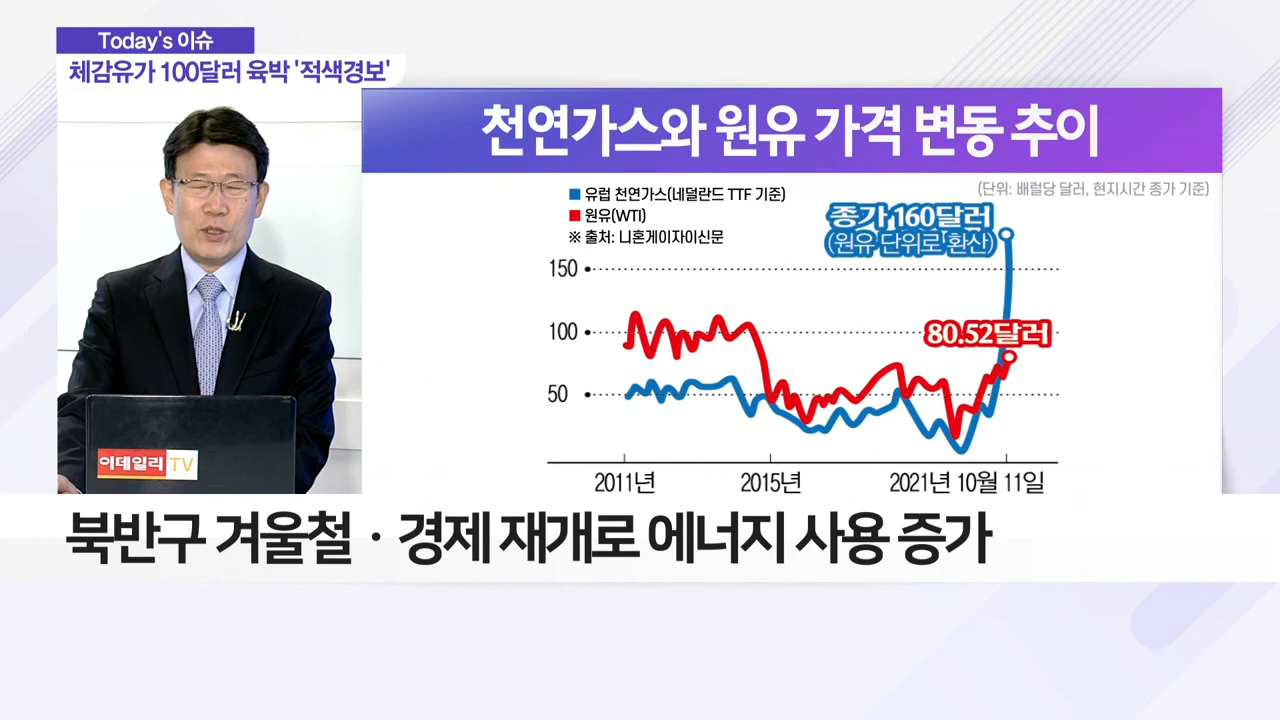 Today's 이슈
체감유가 100달러 육박 '적색경보'
천연가스와 원유 가격 변동 추이
(단위: 배럴당 달러, 현지시간 종가 기준)
■ 유럽 천연가스(네덜란드 TTF 기준)
■ 원유(WTI)
※ 출처: 니혼게이자이신문
종가 160달러
(원유 단위로 환산)
150
100
80.52달러
50
2011년 2015년 2021년 10월 11일
이데일리 TV
북반구 겨울철 · 경제 재개로 에너지 사용 증가